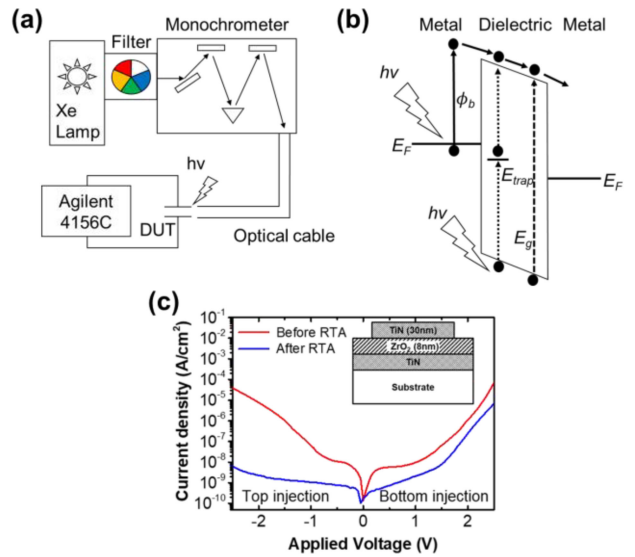 (a)
Monochrometer
Filter
Xe
Lamp
hν
Agilent
4156C
DUT
Optical cable
(b)
Metal Dielectric Metal
hν
ϕb
EF
Etrap
EF
hν
Eg
(c)
Current density (A/cm²)
10⁻¹
10⁻²
10⁻³
10⁻⁴
10⁻⁵
10⁻⁶
10⁻⁷
10⁻⁸
10⁻⁹
10⁻¹⁰
Before RTA
After RTA
TiN (30nm)
ZrO₂ (8nm)
TiN
Substrate
Top injection
Bottom injection
-2 -1 0 1 2
Applied Voltage (V)